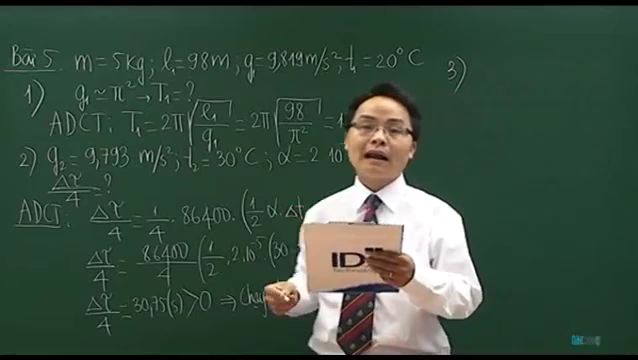 Bài 5. m = 5kg; l₁ = 98m, g₁ = 9,819m/s²; t₁ = 20°C
1) g₁ ≃ π² → T₁ = ?
ADCT: T₁ = 2π√(l₁/g₁) = 2π√(98/π²) = 1
2) g₂ = 9,793 m/s²; t₂ = 30°C; α = 2 10
Δτ/4 = ?
ADCT: Δτ/4 = 1/4 . 86400. (1/2 α. Δt
Δτ/4 = 86400/4 (1/2 . 2.10⁻⁵. (30
Δτ/4 = 30,75(s) > 0 ⇒ Chạy
3)